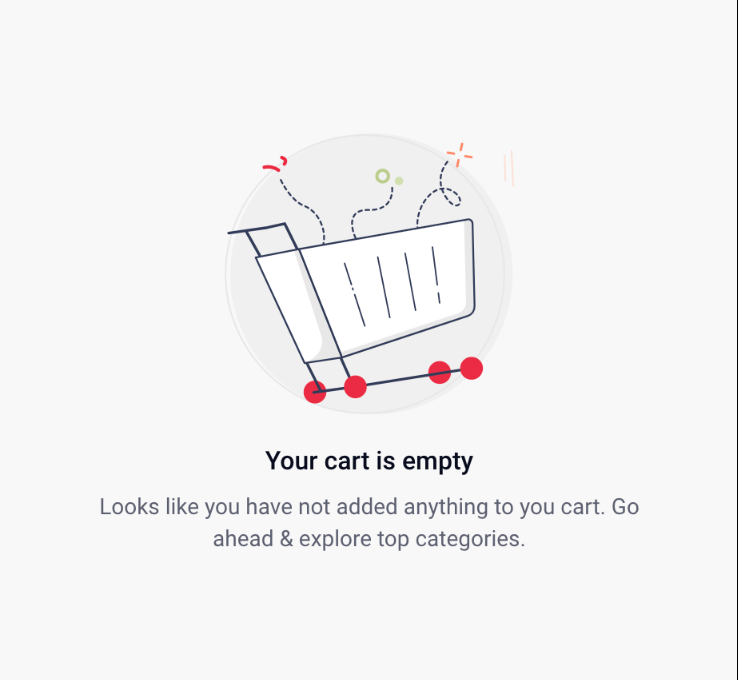 Your cart is empty
Looks like you have not added anything to you cart. Go
ahead & explore top categories.